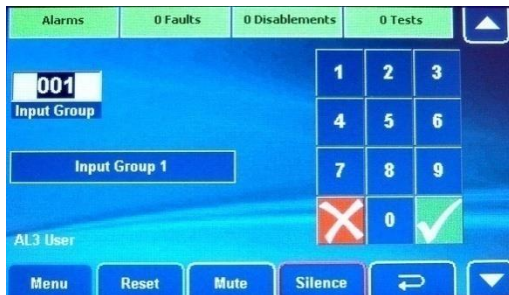 Alarms 0 Faults 0 Disablements 0 Tests
001
Input Group
Input Group 1
1 2 3
4 5 6
7 8 9
0
AL3 User
Menu Reset Mute Silence